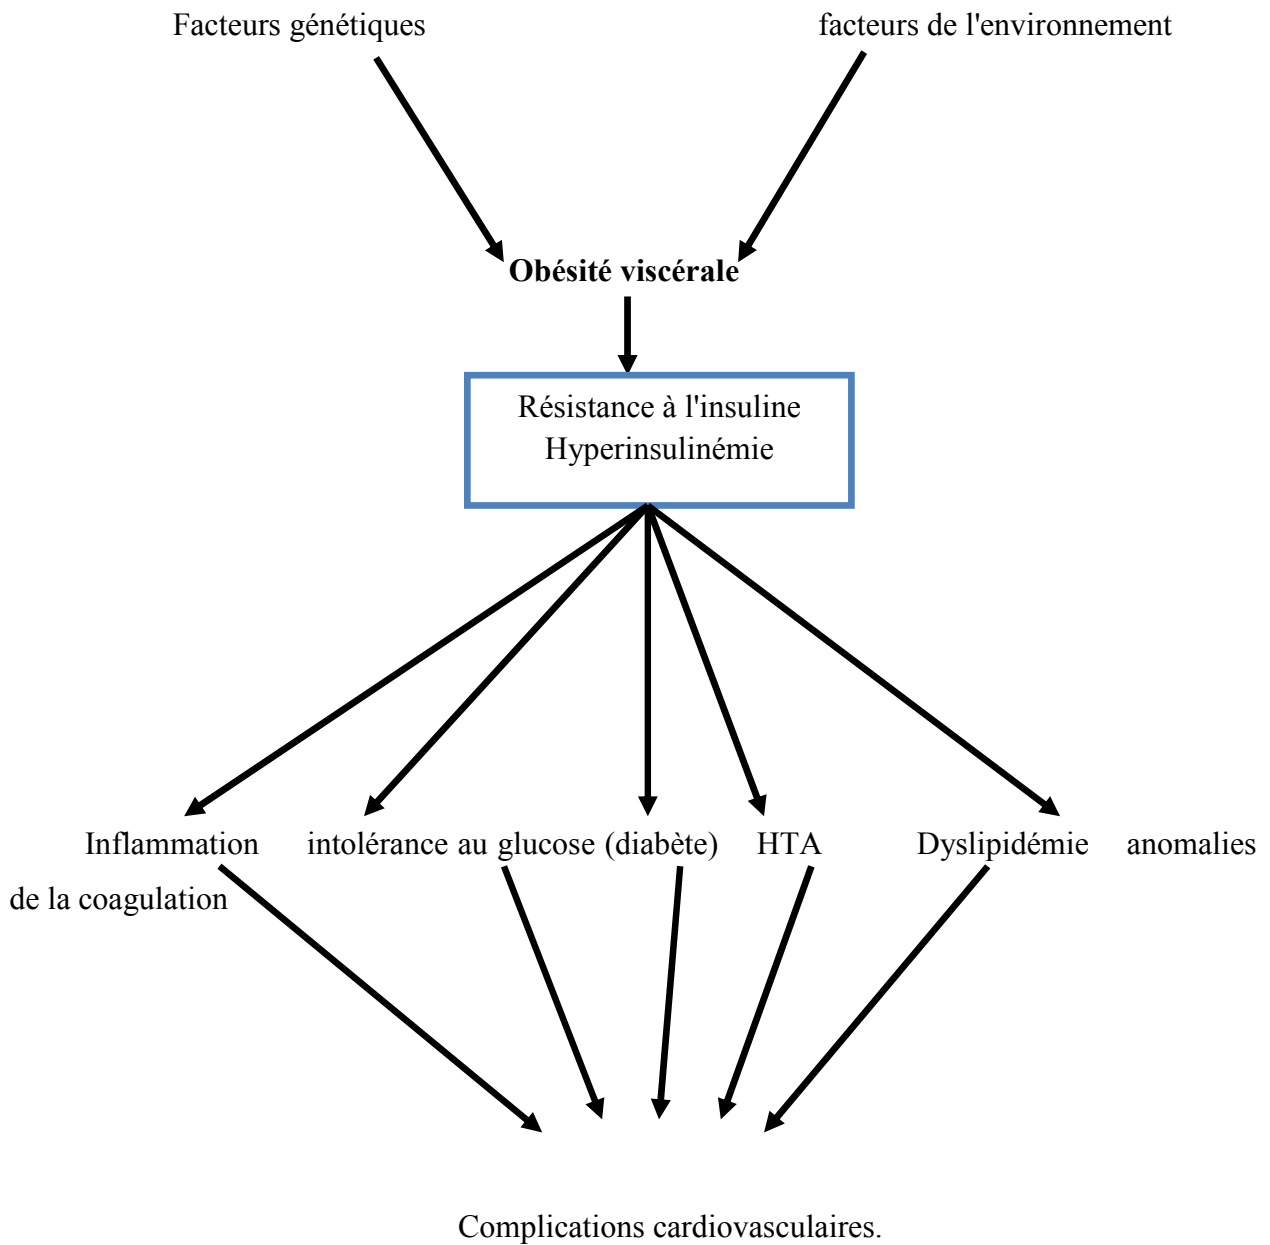 Facteurs génétiques facteurs de l'environnement
Obésité viscérale
Résistance à l'insuline
Hyperinsulinémie
Inflammation intolérance au glucose (diabète) HTA Dyslipidémie anomalies
de la coagulation
Complications cardiovasculaires.